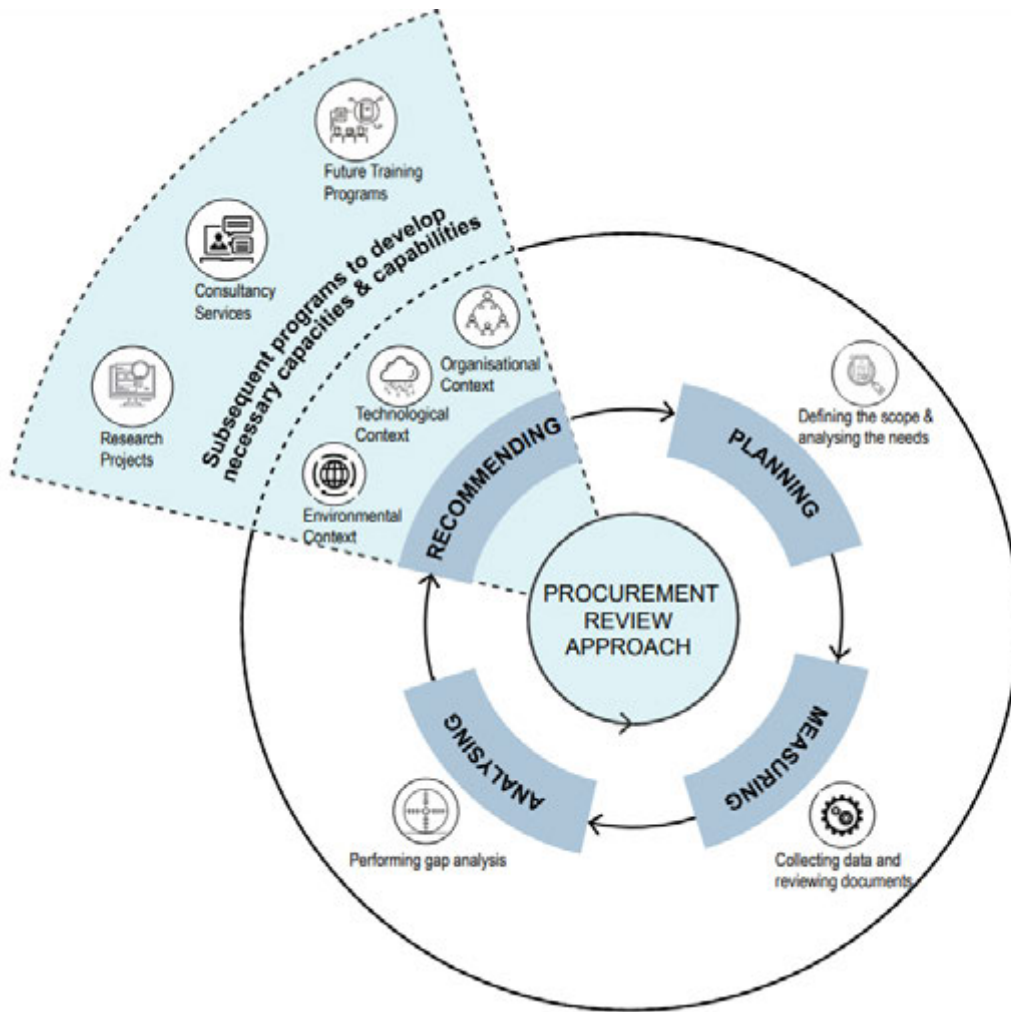 Future Training
Programs
Consultancy
Services
Research
Projects
Subsequent programs to develop
necessary capacities & capabilities
Organisational
Context
Technological
Context
Environmental
Context
RECOMMENDING
PLANNING
Defining the scope &
analysing the needs
PROCUREMENT
REVIEW
APPROACH
MEASURING
Collecting data and
reviewing documents
ANALYSING
Performing gap analysis